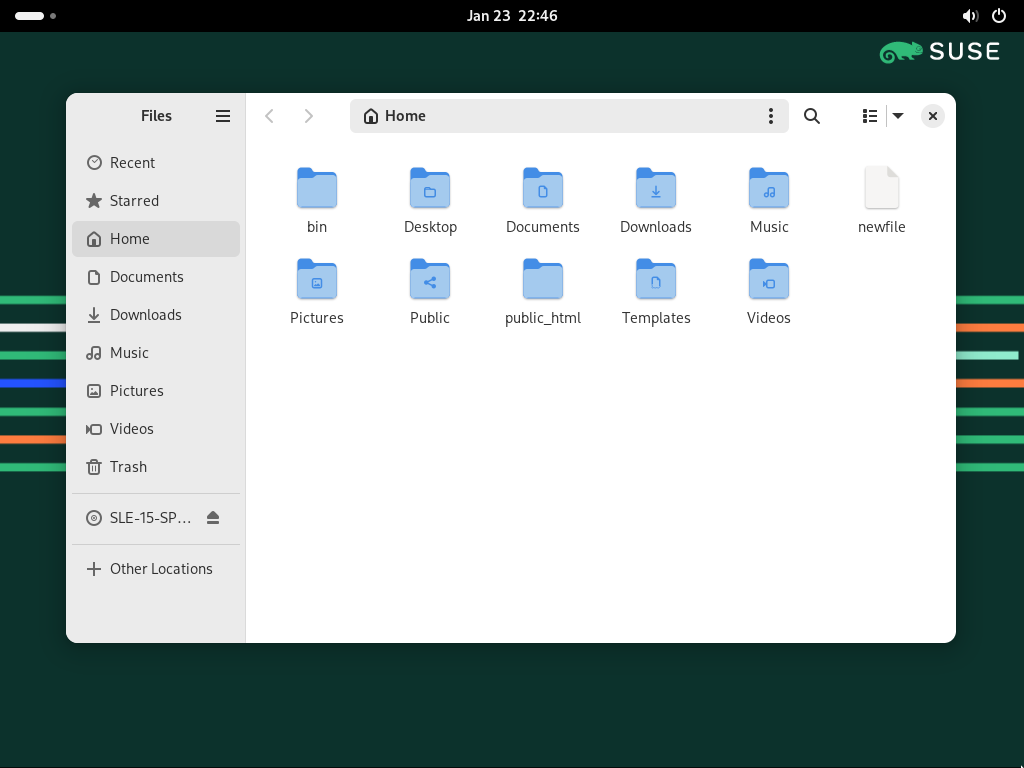 Jan 23 22:46
SUSE
Files
Home
Recent
Starred
Home
Documents
Downloads
Music
Pictures
Videos
Trash
SLE-15-SP…
Other Locations
bin
Desktop
Documents
Downloads
Music
newfile
Pictures
Public
public_html
Templates
Videos